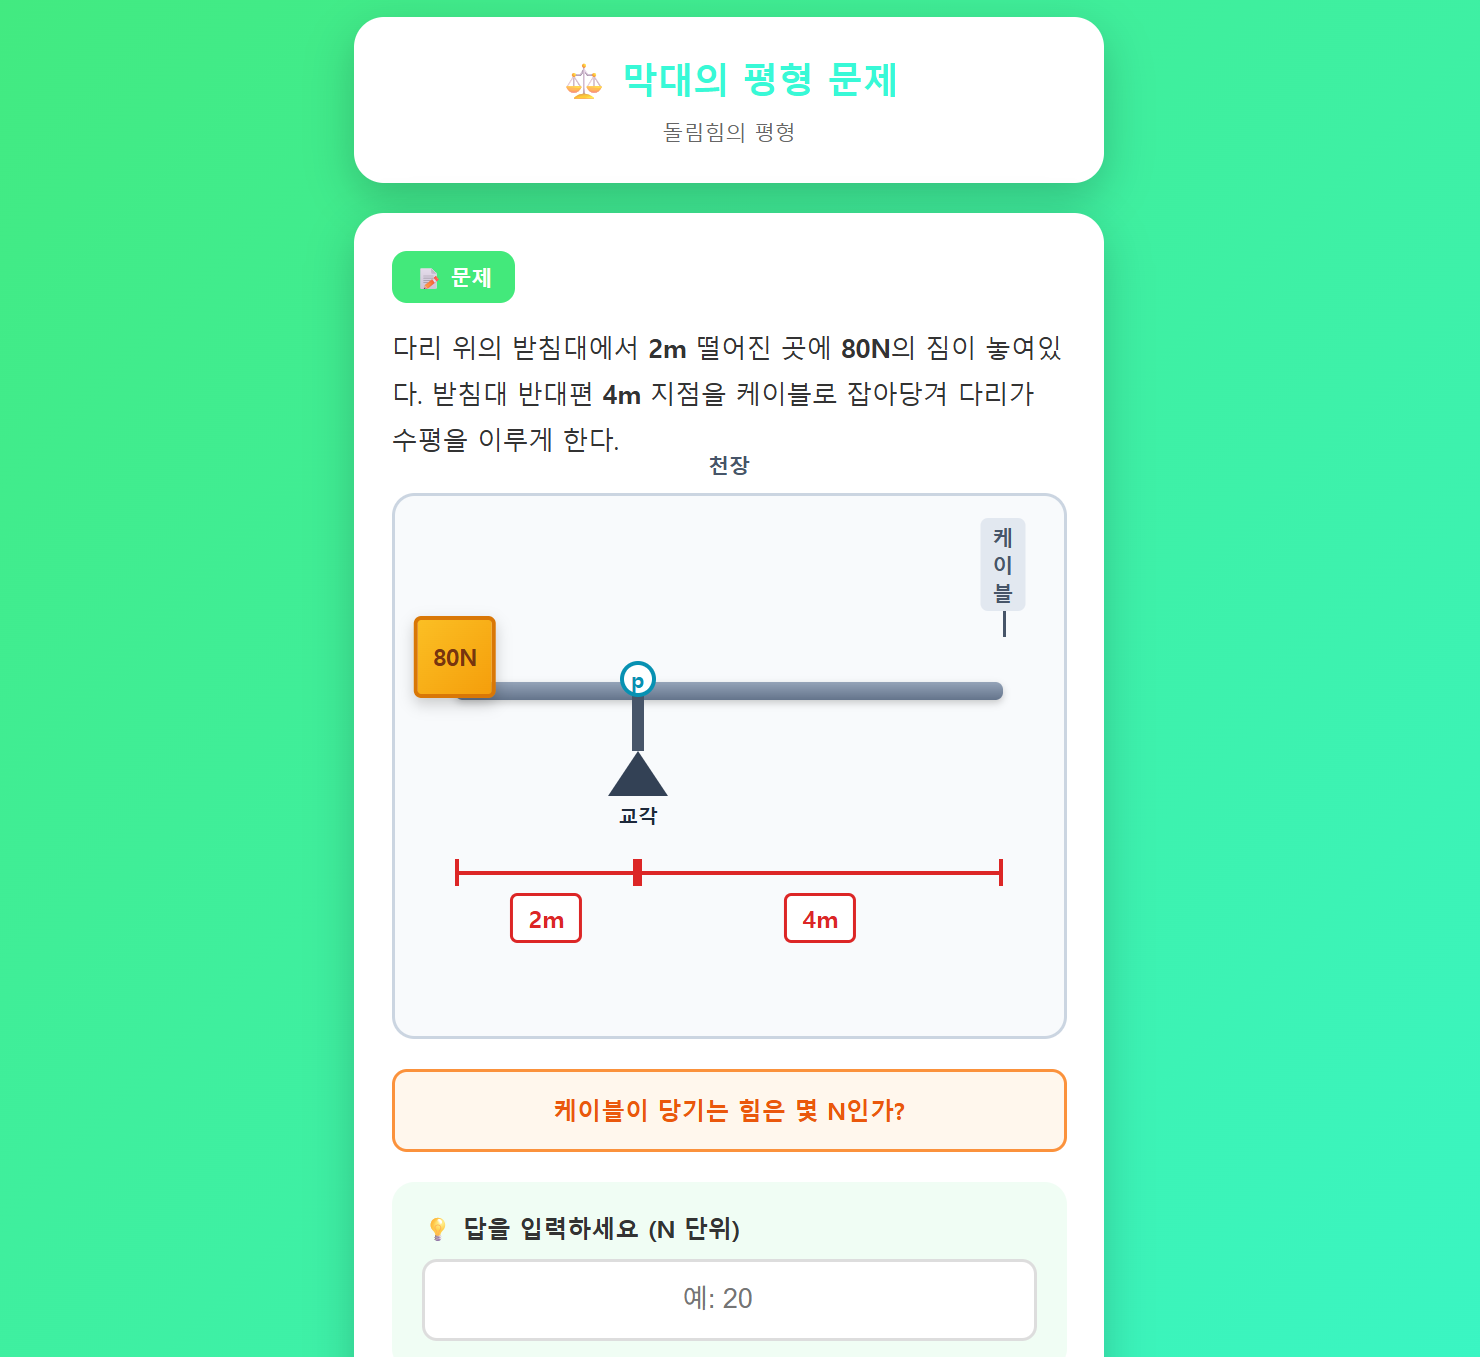 막대의 평형 문제
돌림힘의 평형
문제
다리 위의 받침대에서 2m 떨어진 곳에 80N의 짐이 놓여있
다. 받침대 반대편 4m 지점을 케이블로 잡아당겨 다리가
수평을 이루게 한다.
천장
케
이
블
80N
p
교각
2m
4m
케이블이 당기는 힘은 몇 N인가?
답을 입력하세요 (N 단위)
예: 20